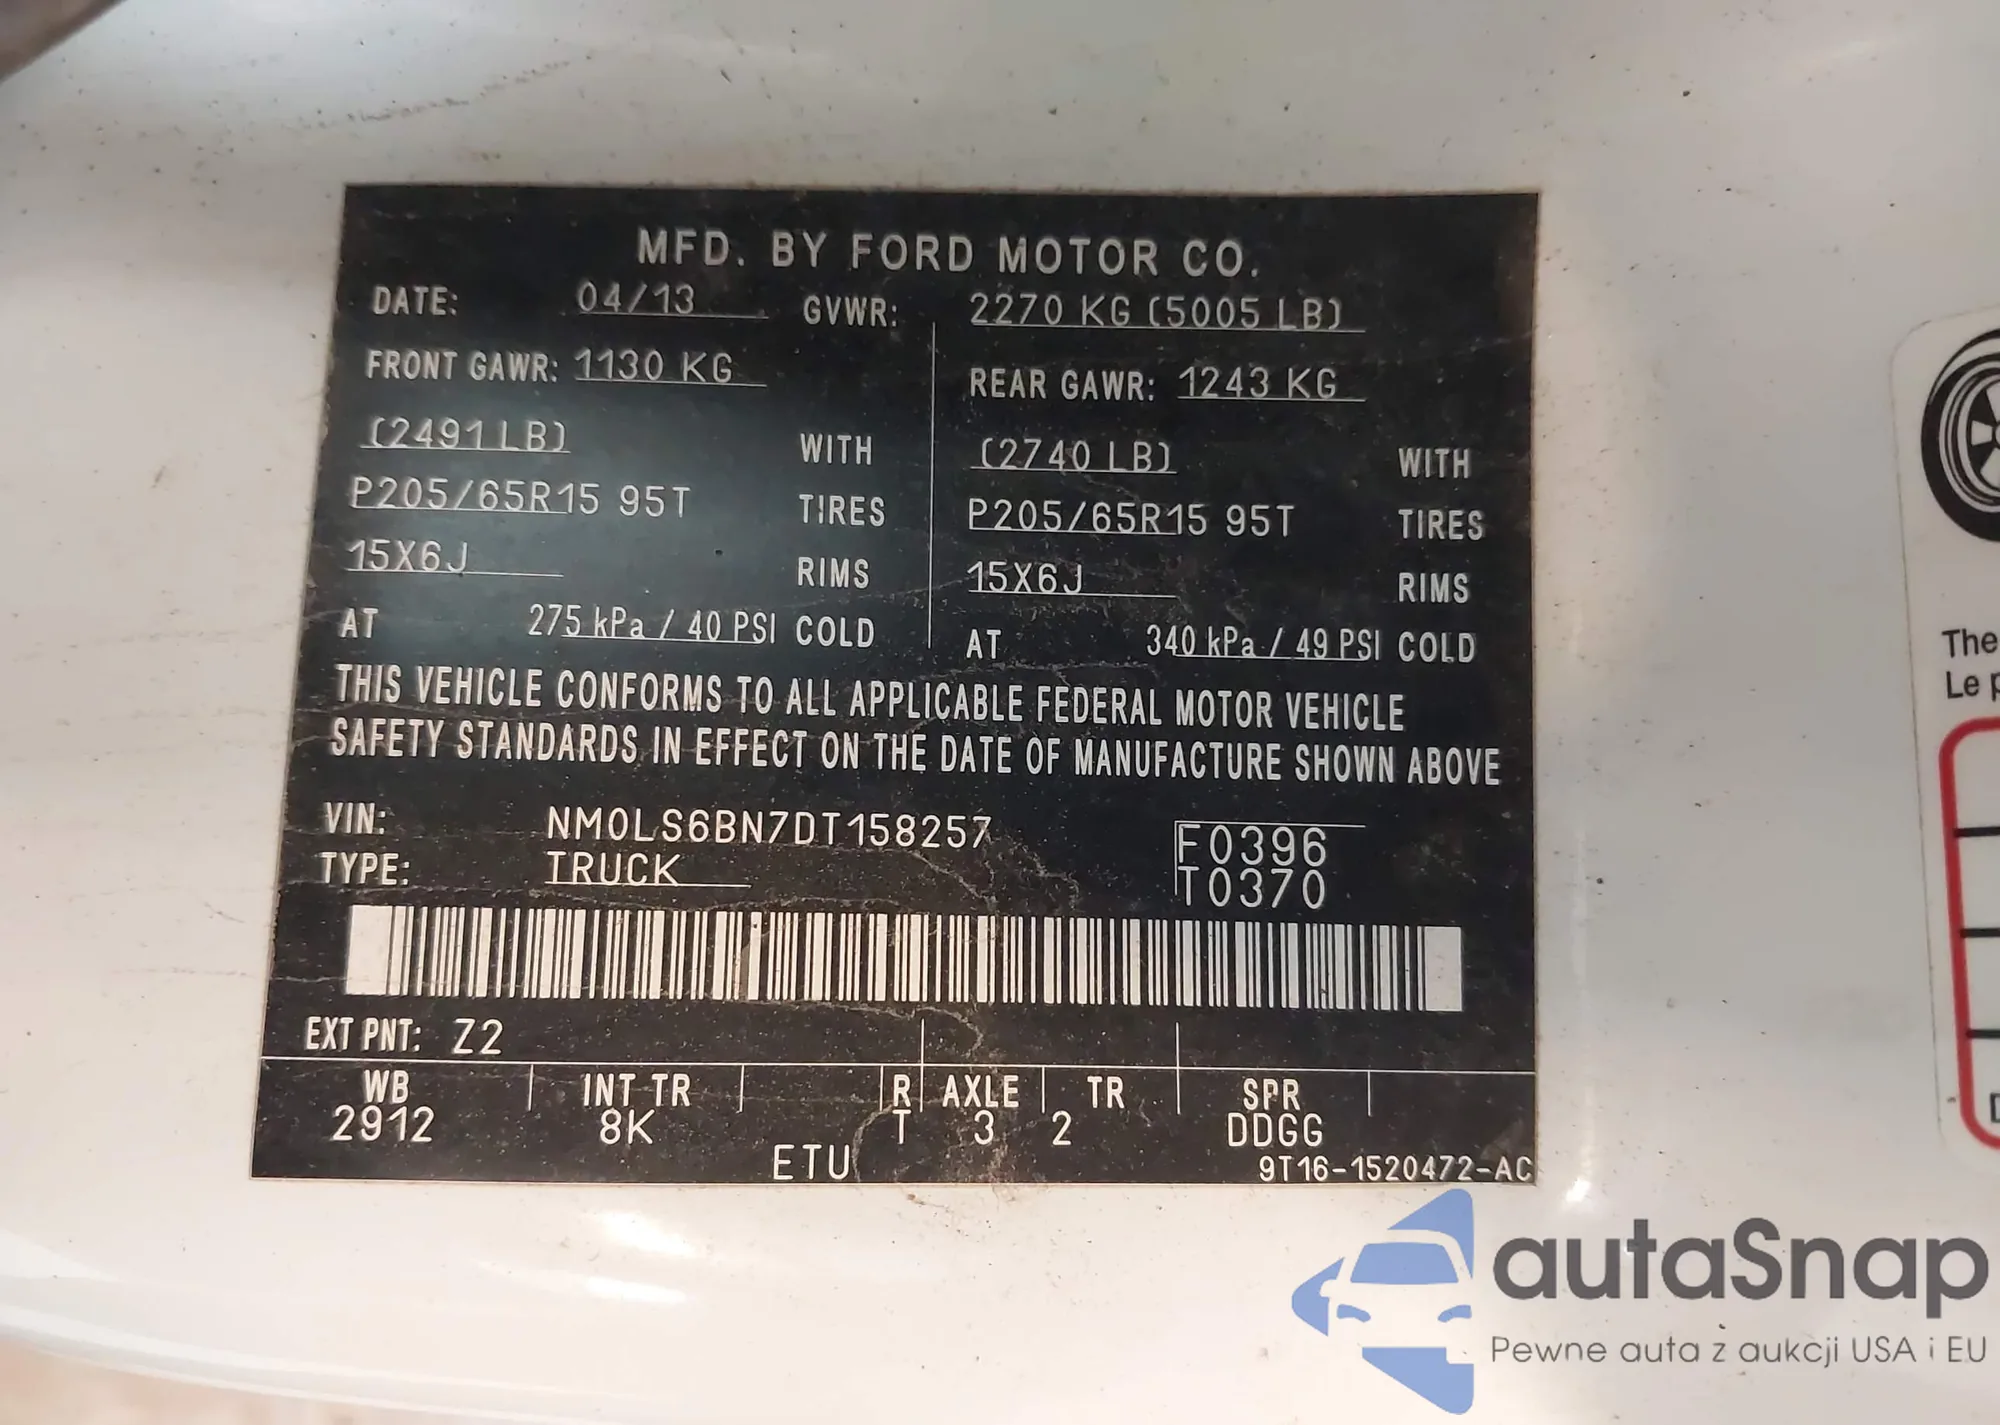 MFD. BY FORD MOTOR CO.
DATE: 04/13 GVWR: 2270 KG (5005 LB)
FRONT GAWR: 1130 KG REAR GAWR: 1243 KG
(2491 LB) WITH (2740 LB) WITH
P205/65R15 95T TIRES P205/65R15 95T TIRES
15X6J RIMS 15X6J RIMS
AT 275 kPa / 40 PSI COLD AT 340 kPa / 49 PSI COLD
THIS VEHICLE CONFORMS TO ALL APPLICABLE FEDERAL MOTOR VEHICLE
SAFETY STANDARDS IN EFFECT ON THE DATE OF MANUFACTURE SHOWN ABOVE
VIN: NM0LS6BN7DT158257 F0396
TYPE: TRUCK T0370
EXT PNT: Z2
WB INT TR R AXLE TR SPR
2912 8K T 3 2 DDGG
ETU 9T16-1520472-AC
The
Le
autaSnap
Pewne auta z aukcji USA i EU